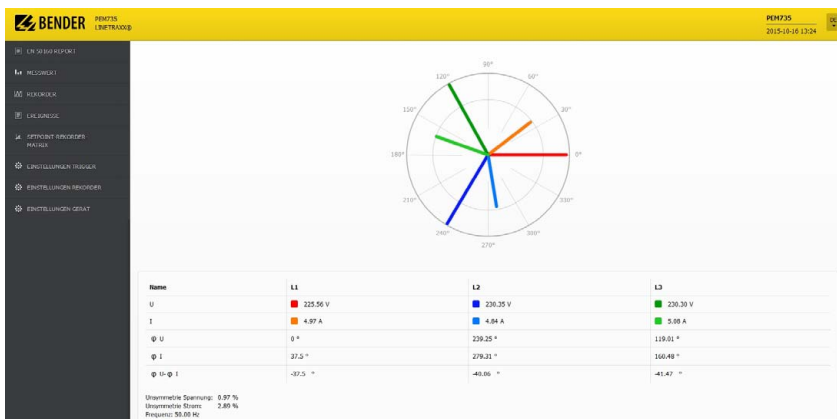 BENDER
PEM735
LINETRAXX®
PEM735
2015-10-16 13:24
DE
EN 50160 REPORT
MESSWERT
REKORDER
EREIGNISSE
SETPOINT REKORDER
MATRIX
EINSTELLUNGEN TRIGGER
EINSTELLUNGEN REKORDER
EINSTELLUNGEN GERÄT
90°
120°
60°
150°
30°
180°
0°
210°
330°
240°
300°
270°
Name L1 L2 L3
U 225.56 V 230.35 V 230.30 V
I 4.97 A 4.84 A 5.08 A
φ U 0 ° 239.25 ° 119.01 °
φ I 37.5 ° 279.31 ° 160.48 °
φ U-φ I -37.5 ° -40.06 ° -41.47 °
Unsymmetrie Spannung: 0.97 %
Unsymmetrie Strom: 2.89 %
Frequenz: 50.00 Hz